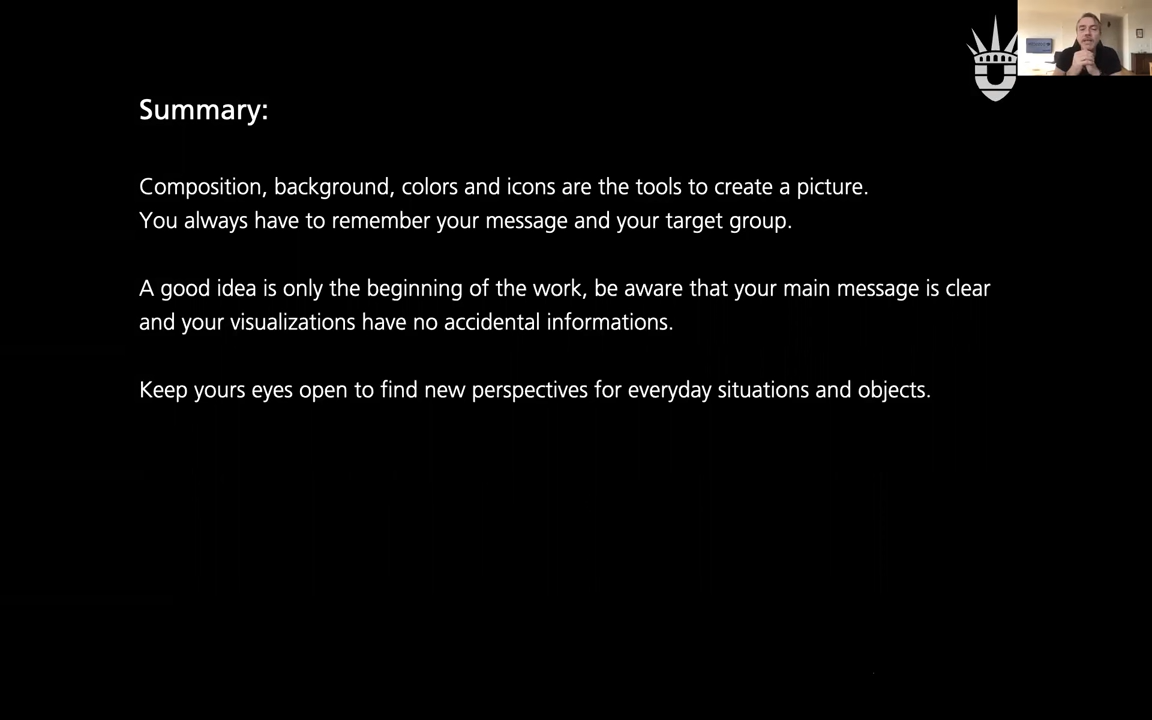 Summary:
Composition, background, colors and icons are the tools to create a picture.
You always have to remember your message and your target group.
A good idea is only the beginning of the work, be aware that your main message is clear
and your visualizations have no accidental informations.
Keep yours eyes open to find new perspectives for everyday situations and objects.